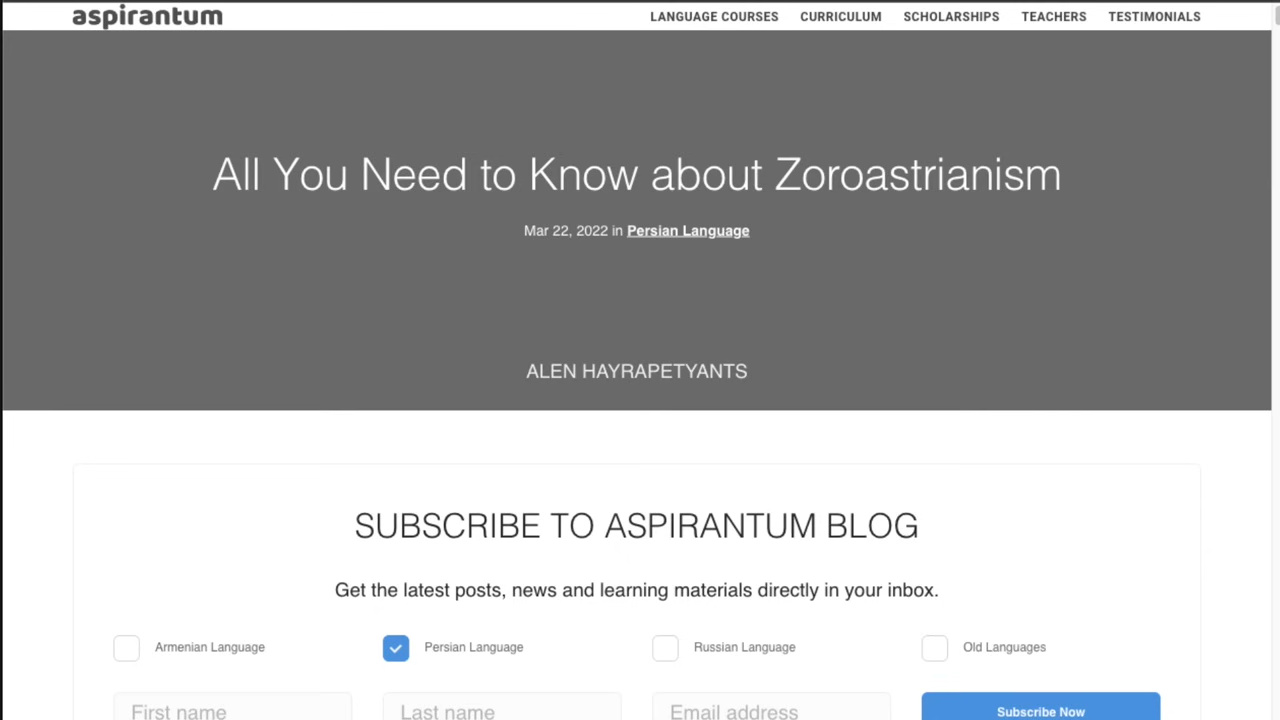 aspirantum
LANGUAGE COURSES CURRICULUM SCHOLARSHIPS TEACHERS TESTIMONIALS
All You Need to Know about Zoroastrianism
Mar 22, 2022 in Persian Language
ALEN HAYRAPETYANTS
SUBSCRIBE TO ASPIRANTUM BLOG
Get the latest posts, news and learning materials directly in your inbox.
Armenian Language Persian Language Russian Language Old Languages
First name Last name Email address Subscribe Now